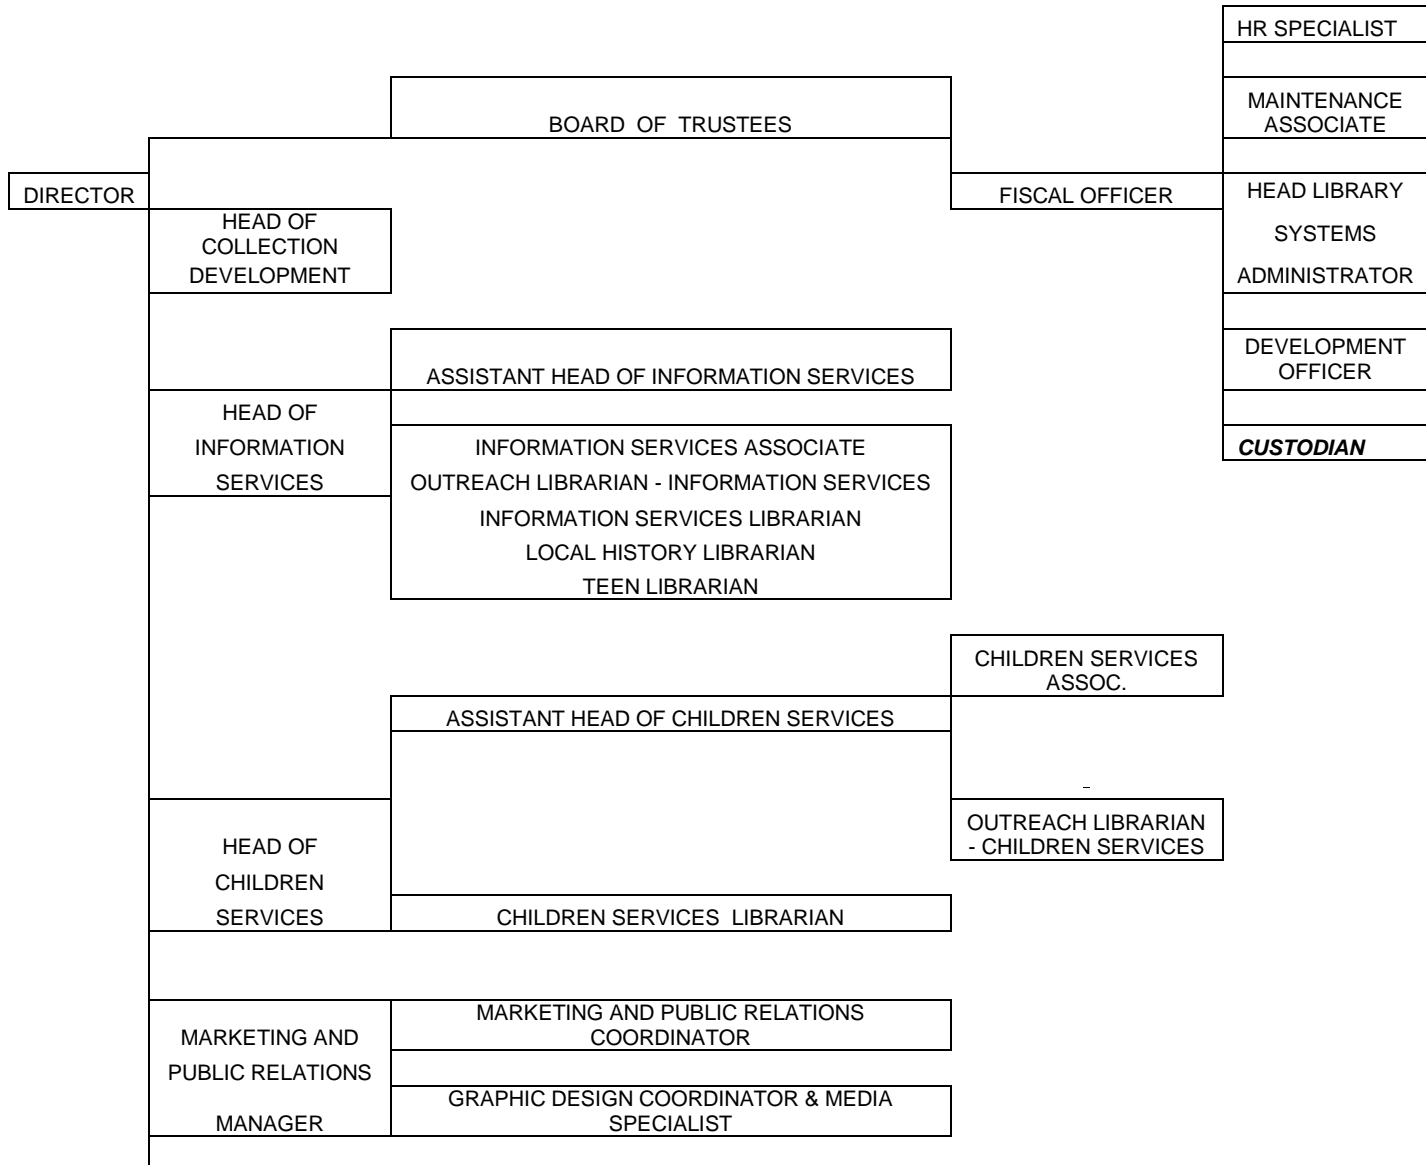 HR SPECIALIST
BOARD OF TRUSTEES
MAINTENANCE
ASSOCIATE
DIRECTOR
FISCAL OFFICER
HEAD LIBRARY
SYSTEMS
ADMINISTRATOR
HEAD OF
COLLECTION
DEVELOPMENT
ASSISTANT HEAD OF INFORMATION SERVICES
DEVELOPMENT
OFFICER
HEAD OF
INFORMATION
SERVICES
INFORMATION SERVICES ASSOCIATE
OUTREACH LIBRARIAN - INFORMATION SERVICES
INFORMATION SERVICES LIBRARIAN
LOCAL HISTORY LIBRARIAN
TEEN LIBRARIAN
CUSTODIAN
CHILDREN SERVICES
ASSOC.
ASSISTANT HEAD OF CHILDREN SERVICES
OUTREACH LIBRARIAN
- CHILDREN SERVICES
HEAD OF
CHILDREN
SERVICES
CHILDREN SERVICES LIBRARIAN
MARKETING AND
PUBLIC RELATIONS
MANAGER
MARKETING AND PUBLIC RELATIONS
COORDINATOR
GRAPHIC DESIGN COORDINATOR & MEDIA
SPECIALIST